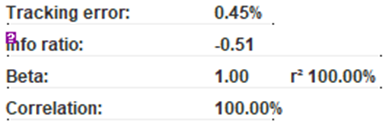 Tracking error: 0.45%
Info ratio: -0.51
Beta: 1.00 r² 100.00%
Correlation: 100.00%